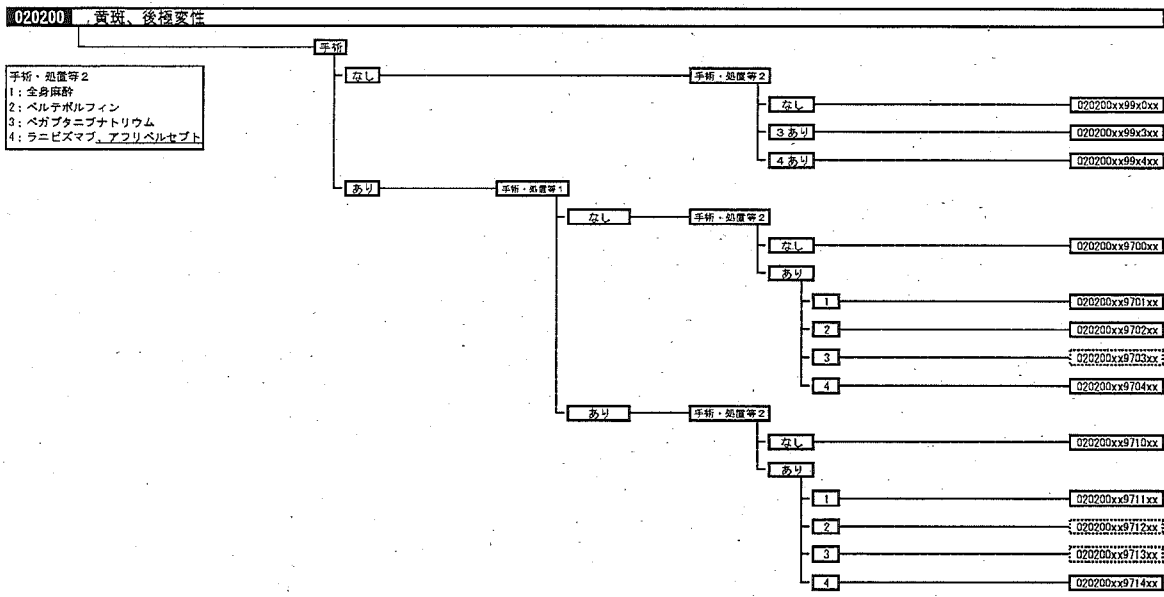 020200 黄斑、後極変性
手術
手術・処置等2
1:全身麻酔
2:ベルテポルフィン
3:ペガプタニブナトリウム
4:ラニビズマブ、アフリベルセプト
なし 手術・処置等2
なし 020200xx99x0xx
3あり 020200xx99x3xx
4あり 020200xx99x4xx
あり 手術・処置等1
なし 手術・処置等2
なし 020200xx9700xx
あり
1 020200xx9701xx
2 020200xx9702xx
3 020200xx9703xx
4 020200xx9704xx
あり 手術・処置等2
なし 020200xx9710xx
あり
1 020200xx9711xx
2 020200xx9712xx
3 020200xx9713xx
4 020200xx9714xx